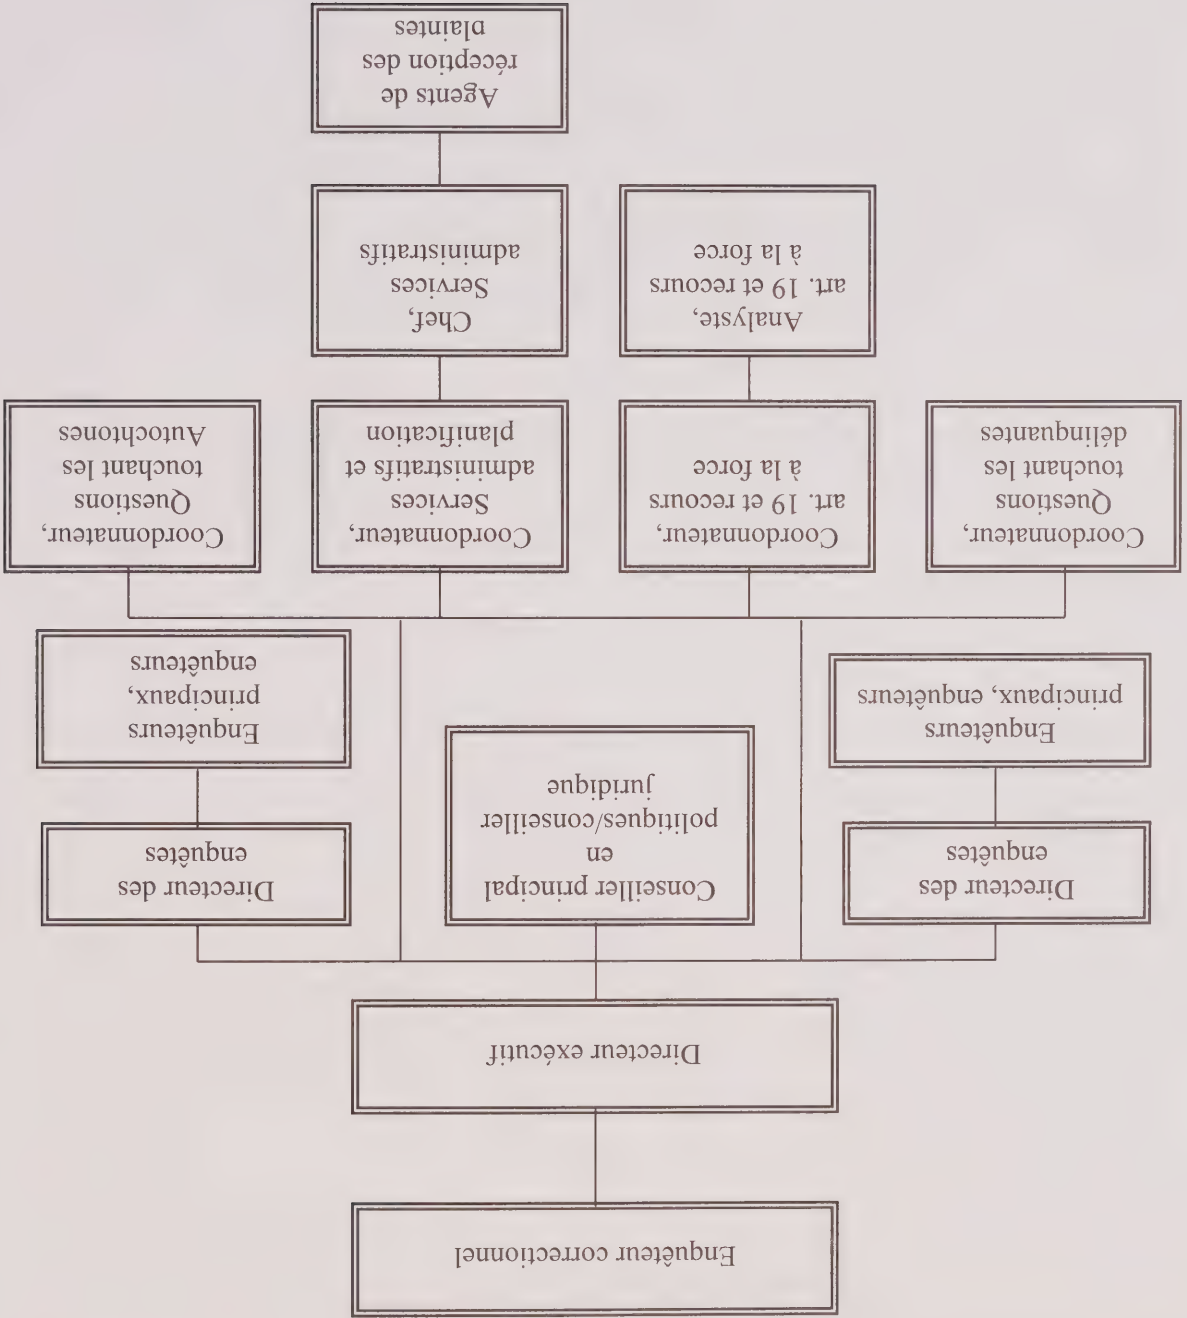 Enquêteur correctionnel
Directeur exécutif
Directeur des
enquêtes
Enquêteurs
principaux, enquêteurs
Conseiller principal
en
politiques/conseiller
juridique
Directeur des
enquêtes
Enquêteurs
principaux,
enquêteurs
Coordonnateur,
Questions
touchant les
délinquantes
Coordonnateur,
art. 19 et recours
à la force
Coordonnateur,
Services
administratifs et
planification
Coordonnateur,
Questions
touchant les
Autochtones
Analyste,
art. 19 et recours
à la force
Chef,
Services
administratifs
Agents de
réception des
plaintes